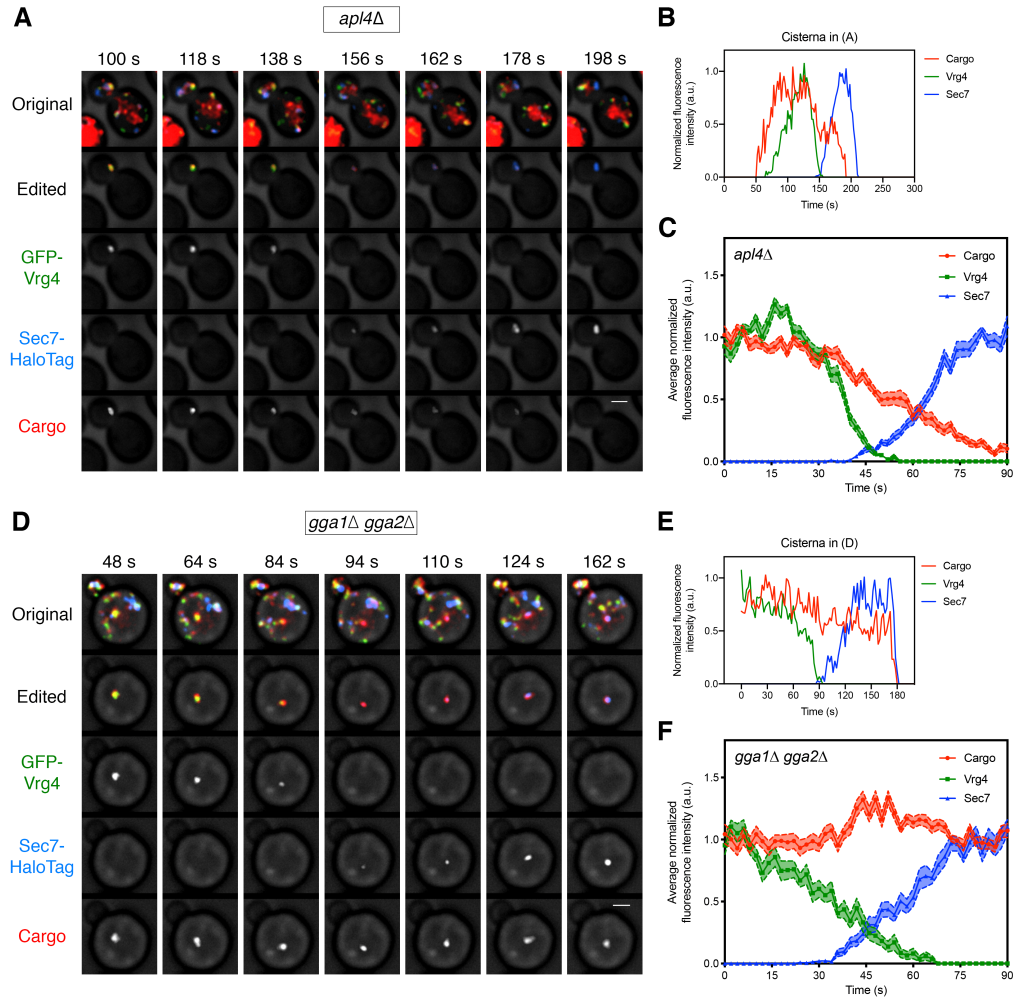 A
apl4Δ
100 s 118 s 138 s 156 s 162 s 178 s 198 s
Original
Edited
GFP-
Vrg4
Sec7-
HaloTag
Cargo
B
Cisterna in (A)
Normalized fluorescence
intensity (a.u.)
1.0
0.5
0.0
0 50 100 150 200 250 300
Time (s)
Cargo
Vrg4
Sec7
C
apl4Δ
Average normalized
fluorescence intensity (a.u.)
1.5
1.0
0.5
0.0
0 15 30 45 60 75 90
Time (s)
Cargo
Vrg4
Sec7
D
gga1Δ gga2Δ
48 s 64 s 84 s 94 s 110 s 124 s 162 s
Original
Edited
GFP-
Vrg4
Sec7-
HaloTag
Cargo
E
Cisterna in (D)
Normalized fluorescence
intensity (a.u.)
1.0
0.5
0.0
0 30 60 90 120 150 180
Time (s)
Cargo
Vrg4
Sec7
F
gga1Δ gga2Δ
Average normalized
fluorescence intensity (a.u.)
1.5
1.0
0.5
0.0
0 15 30 45 60 75 90
Time (s)
Cargo
Vrg4
Sec7